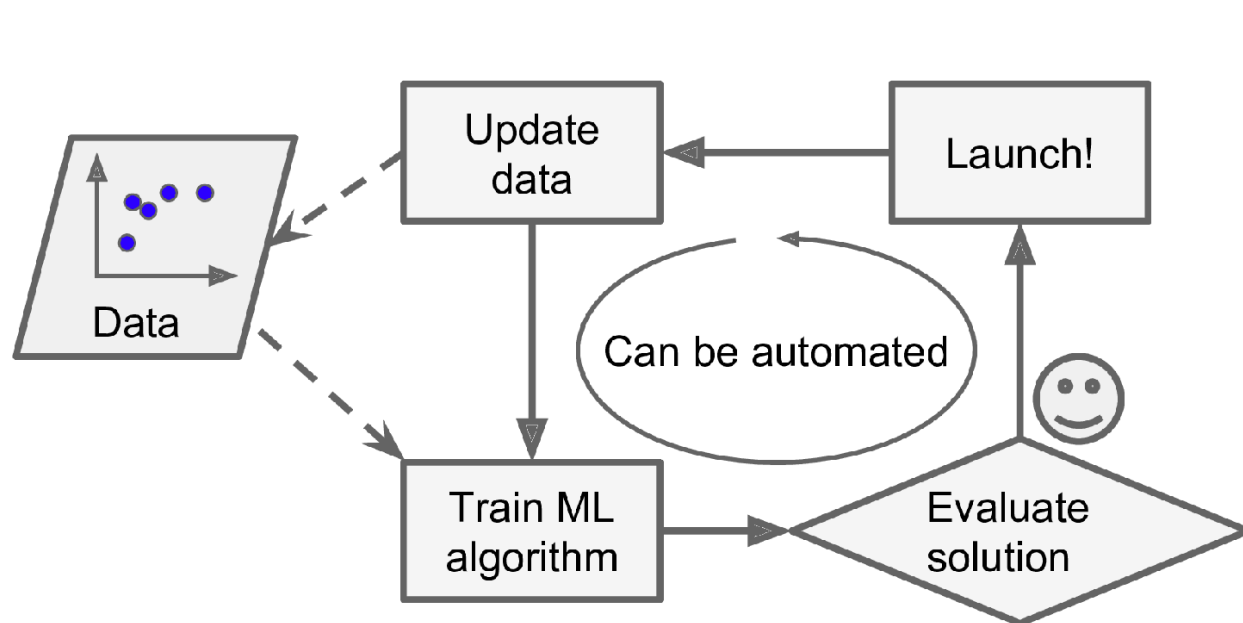 Update
data
Launch!
Data
Can be automated
Train ML
algorithm
Evaluate
solution